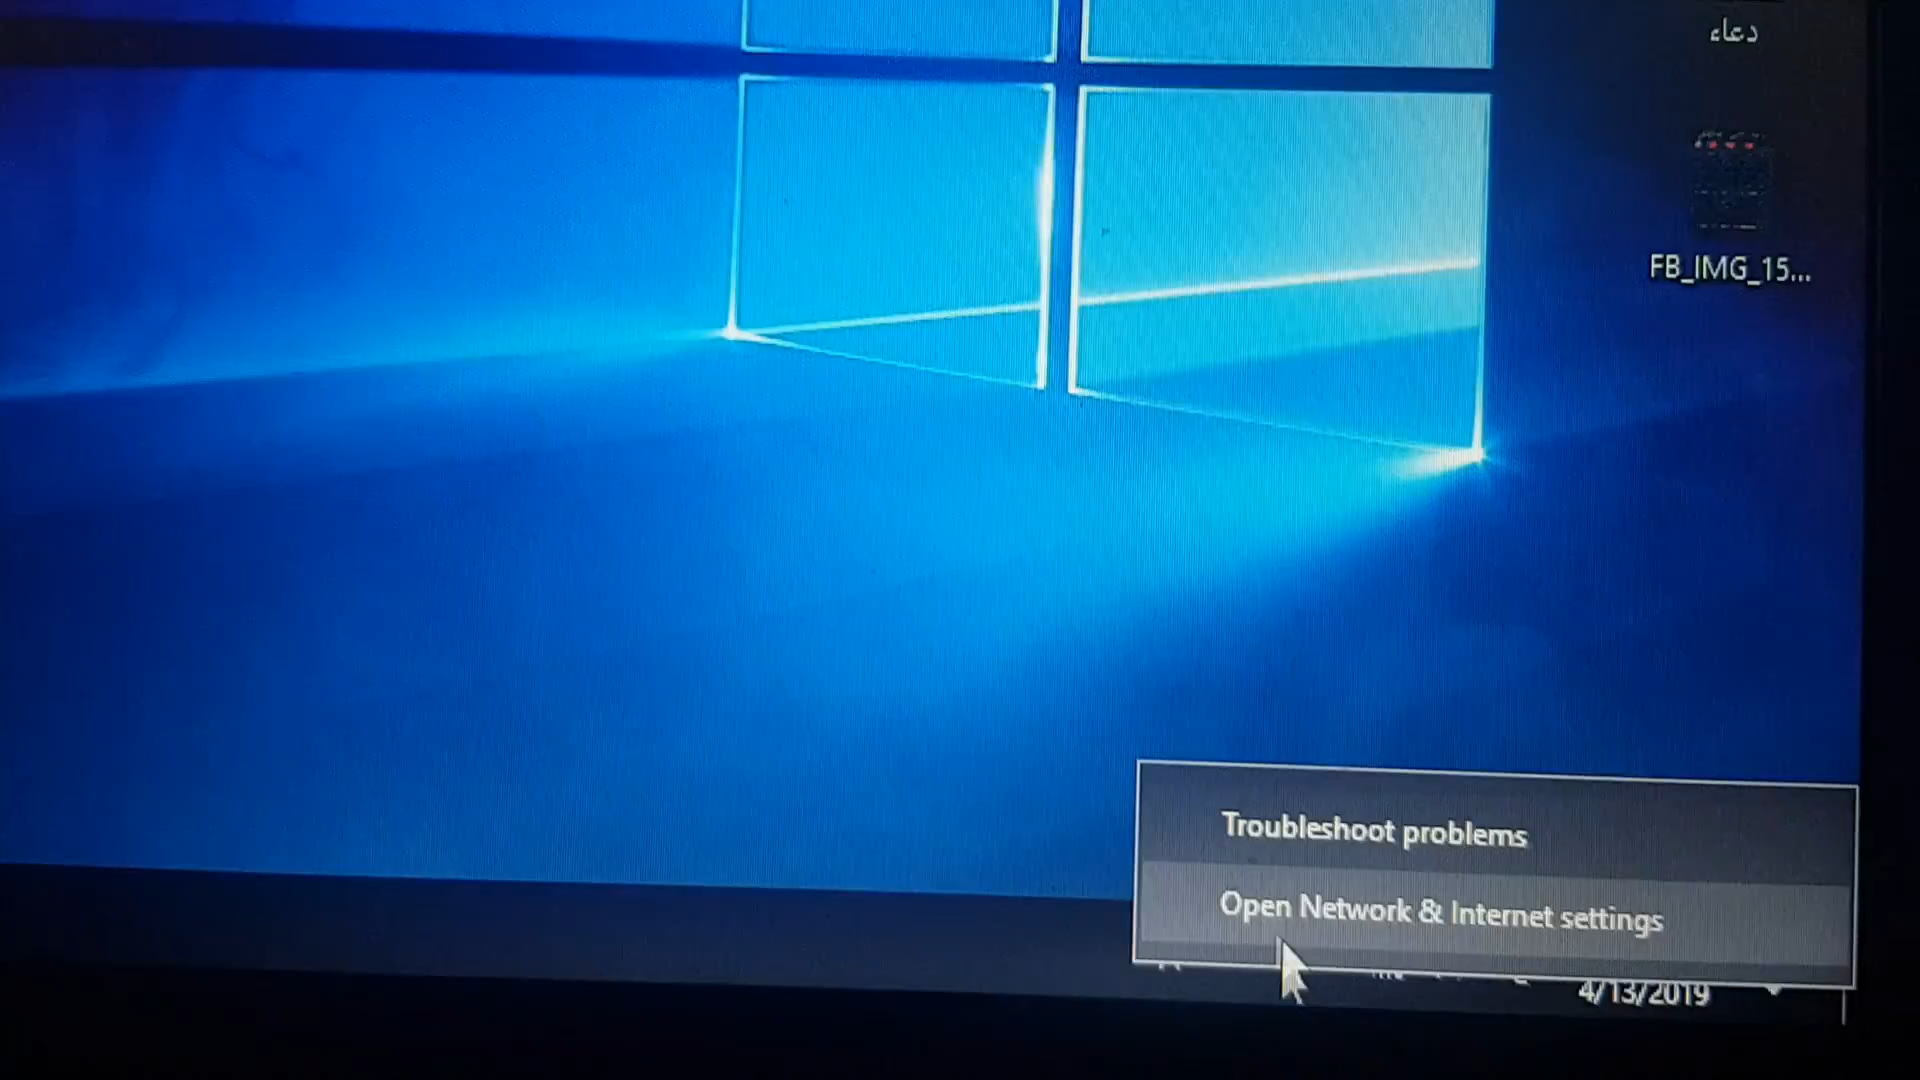 دعاء
FB_IMG_15...
Troubleshoot problems
Open Network & Internet settings
4/13/2019